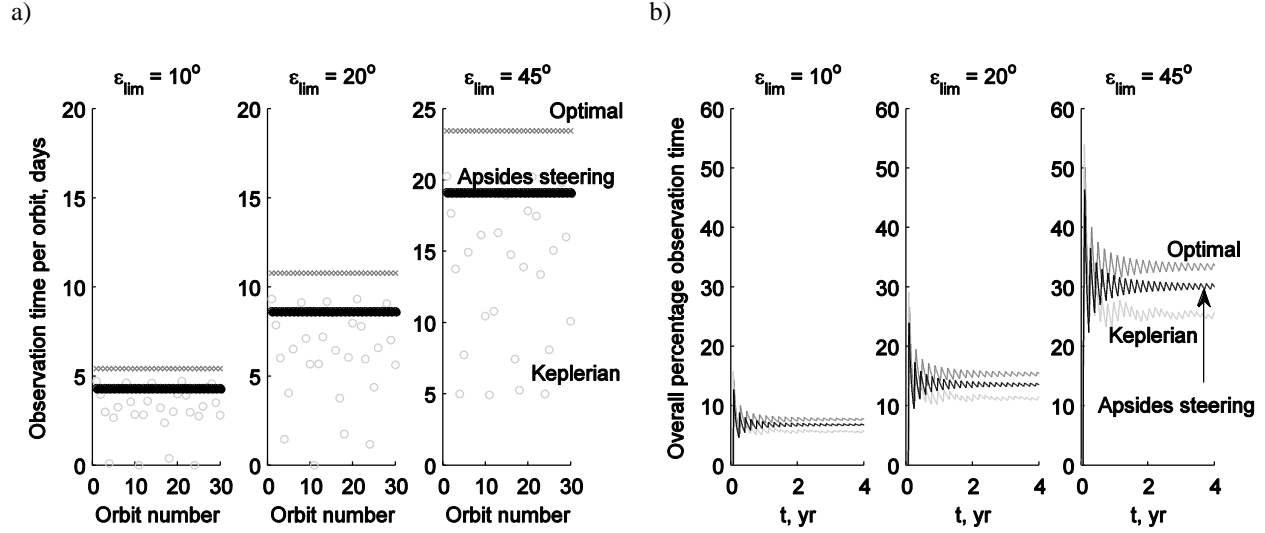 a)
ε_lim = 10°
ε_lim = 20°
ε_lim = 45°
Observation time per orbit, days
20
15
10
5
0
0 10 20 30
Orbit number
20
15
10
5
0
0 10 20 30
Orbit number
25
20
15
10
5
0
0 10 20 30
Orbit number
Optimal
Apsides steering
Keplerian
b)
ε_lim = 10°
ε_lim = 20°
ε_lim = 45°
Overall percentage observation time
60
50
40
30
20
10
0
0 2 4
t, yr
60
50
40
30
20
10
0
0 2 4
t, yr
60
50
40
30
20
10
0
0 2 4
t, yr
Optimal
Keplerian
Apsides steering